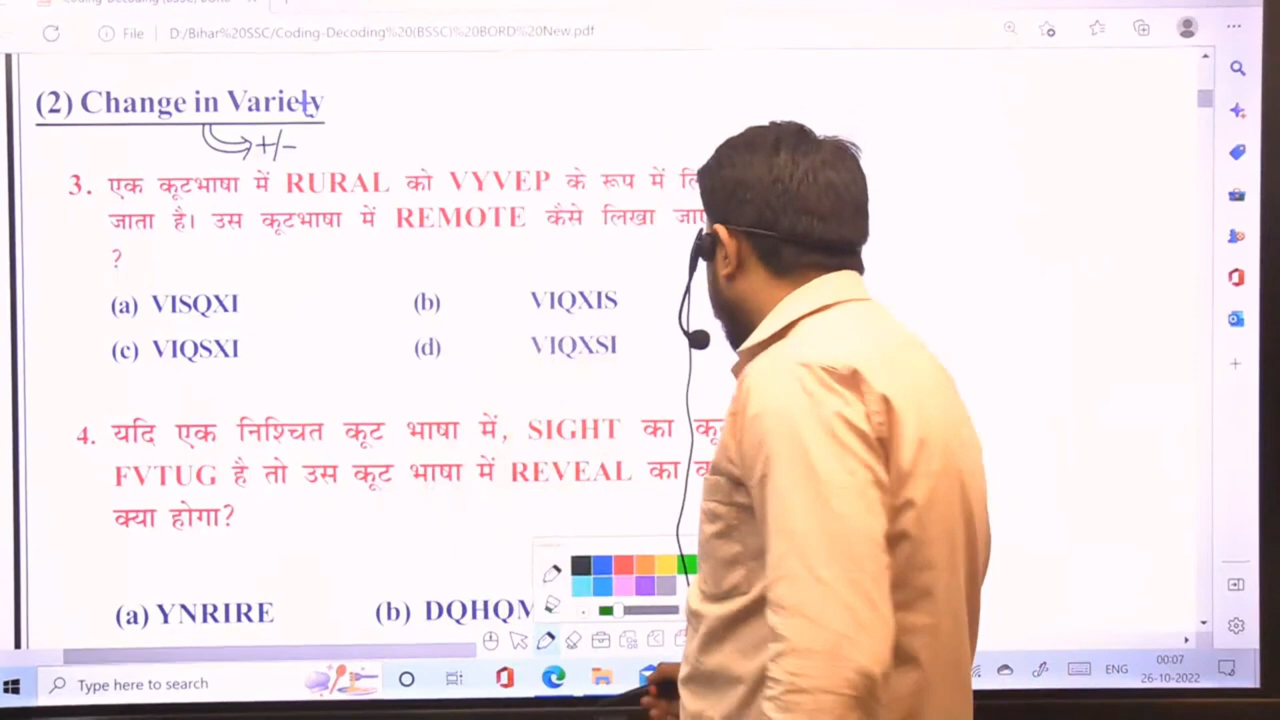 File D:/Bihar%20SSC/Coding-Decoding%20(BSSC)%20BORD%20New.pdf
(2) Change in Variety
+/-
3. एक कूटभाषा में RURAL को VYVEP के रूप में
जाता है। उस कूटभाषा में REMOTE कैसे लिखा
?
(a) VISQXI (b) VIQXIS
(c) VIQSXI (d) VIQXSI
4. यदि एक निश्चित कूट भाषा में, SIGHT का
FVTUG है तो उस कूट भाषा में REVEAL का
क्या होगा?
(a) YNRIRE (b) DQHQM
Type here to search ENG 00:07
26-10-2022